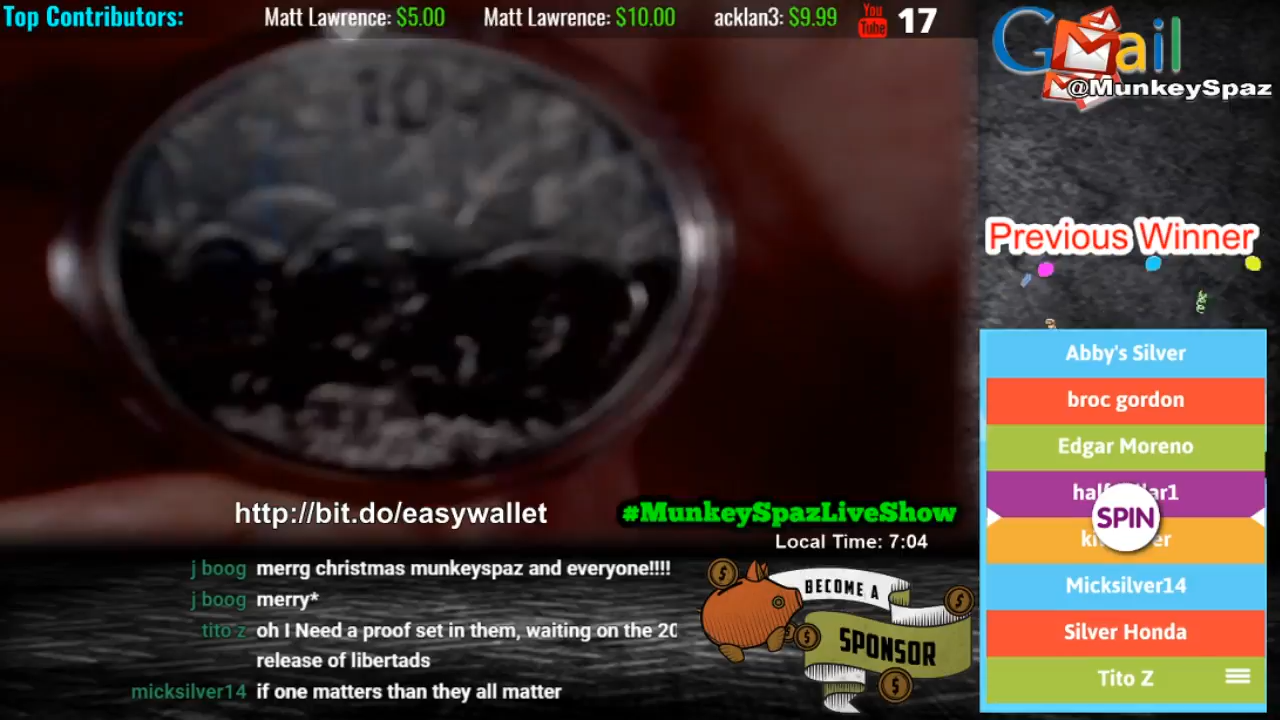 Top Contributors:
Matt Lawrence: $5.00
Matt Lawrence: $10.00
acklan3: $9.99
You Tube
17
Gmail
@MunkeySpaz
Previous Winner
Abby's Silver
broc gordon
Edgar Moreno
SPIN
Micksilver14
Silver Honda
Tito Z
http://bit.do/easywallet
#MunkeySpazLiveShow
Local Time: 7:04
j boog merrg christmas munkeyspaz and everyone!!!!
j boog merry*
tito z oh I Need a proof set in them, waiting on the
release of libertads
micksilver14 if one matters than they all matter
BECOME A
SPONSOR